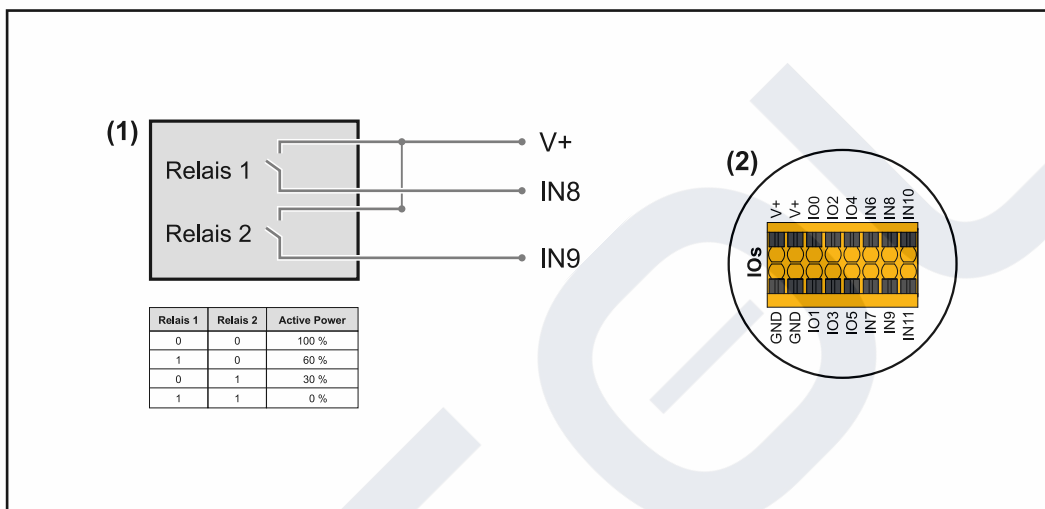 (1)
Relais 1
Relais 2
V+
IN8
IN9
Relais 1 Relais 2 Active Power
0 0 100 %
1 0 60 %
0 1 30 %
1 1 0 %
(2)
V+ V+ IO0 IO2 IO4 IN6 IN8 IN10
IOs
GND GND IO1 IO3 IO5 IN7 IN9 IN11